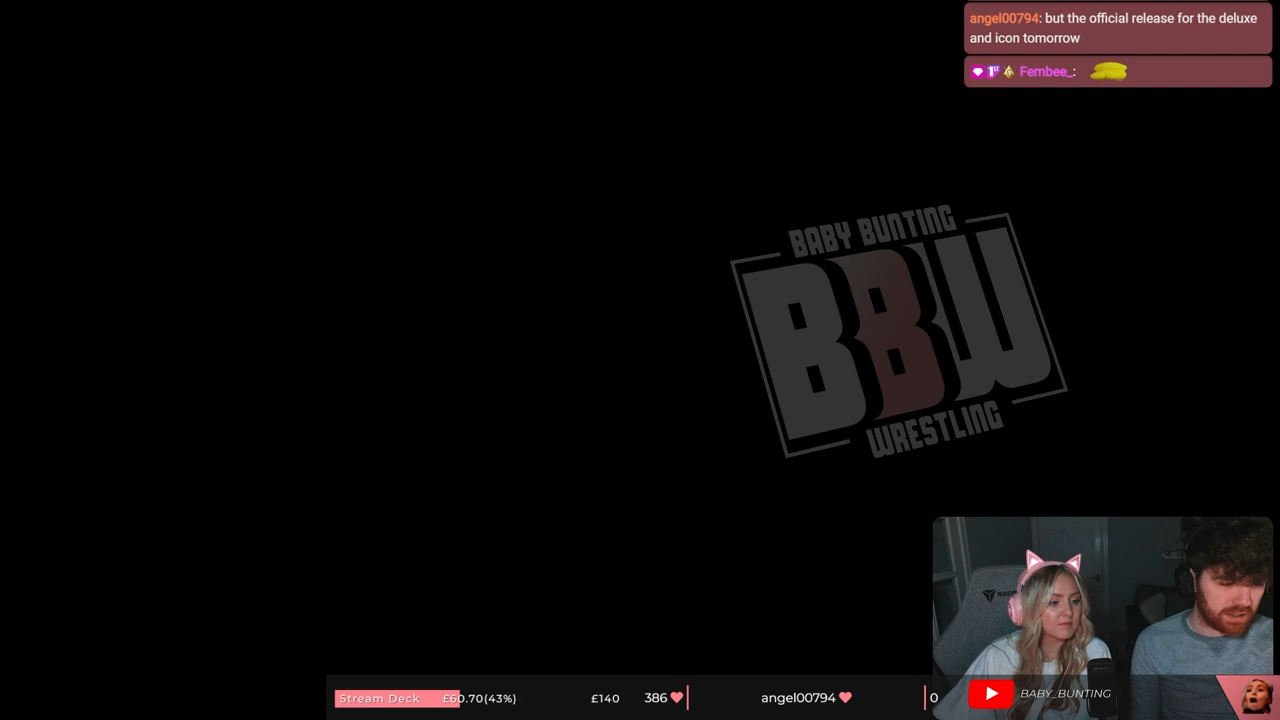 angel00794: but the official release for the deluxe
and icon tomorrow
Fembee_:
BABY BUNTING
BBW
WRESTLING
Stream Deck £60.70(43%) £140 386 angel00794 0 BABY_BUNTING